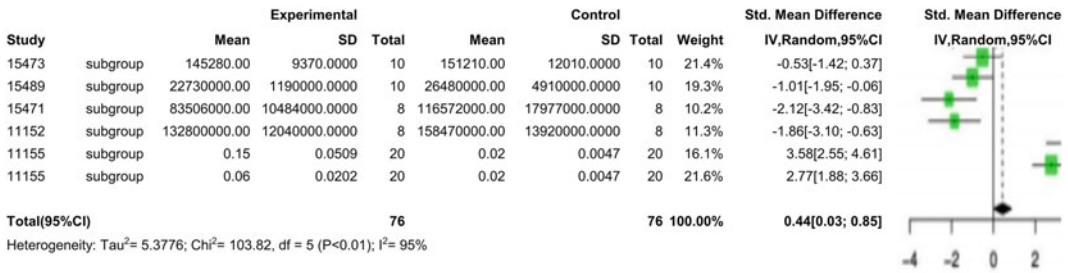 Experimental Control Std. Mean Difference Std. Mean Difference
Study Mean SD Total Mean SD Total Weight IV,Random,95%CI IV,Random,95%CI
15473 subgroup 145280.00 9370.0000 10 151210.00 12010.0000 10 21.4% -0.53[-1.42; 0.37]
15489 subgroup 22730000.00 1190000.0000 10 26480000.00 4910000.0000 10 19.3% -1.01[-1.95; -0.06]
15471 subgroup 83506000.00 10484000.0000 8 116572000.00 17977000.0000 8 10.2% -2.12[-3.42; -0.83]
11152 subgroup 132800000.00 12040000.0000 8 158470000.00 13920000.0000 8 11.3% -1.86[-3.10; -0.63]
11155 subgroup 0.15 0.0509 20 0.02 0.0047 20 16.1% 3.58[2.55; 4.61]
11155 subgroup 0.06 0.0202 20 0.02 0.0047 20 21.6% 2.77[1.88; 3.66]
Total(95%CI) 76 76 100.00% 0.44[0.03; 0.85]
Heterogeneity: Tau²= 5.3776; Chi²= 103.82, df = 5 (P<0.01); I²= 95%
-4 -2 0 2